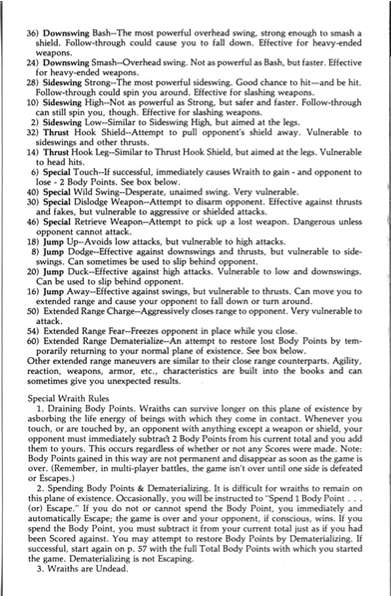 36) Downswing Bash--The most powerful overhead swing, strong enough to smash a
shield. Follow-through could cause you to fall down. Effective for heavy-ended
weapons.
24) Downswing Smash--Overhead swing. Not as powerful as Bash, but faster. Effective
for heavy-ended weapons.
28) Sideswing Strong--The most powerful sideswing. Good chance to hit—and be hit.
Follow-through could spin you around. Effective for slashing weapons.
10) Sideswing High--Not as powerful as Strong, but safer and faster. Follow-through
can still spin you, though. Effective for slashing weapons.
2) Sideswing Low--Similar to Sideswing High, but aimed at the legs.
32) Thrust Hook Shield--Attempt to pull opponent's shield away. Vulnerable to
sideswings and other thrusts.
14) Thrust Hook Leg--Similar to Thrust Hook Shield, but aimed at the legs. Vulnerable
to head hits.
6) Special Touch--If successful, immediately causes Wraith to gain - and opponent to
lose - 2 Body Points. See box below.
40) Special Wild Swing--Desperate, unaimed swing. Very vulnerable.
30) Special Dislodge Weapon--Attempt to disarm opponent. Effective against thrusts
and fakes, but vulnerable to aggressive or shielded attacks.
46) Special Retrieve Weapon--Attempt to pick up a lost weapon. Dangerous unless
opponent cannot attack.
18) Jump Up--Avoids low attacks, but vulnerable to high attacks.
8) Jump Dodge--Effective against downswings and thrusts, but vulnerable to side-
swings. Can sometimes be used to slip behind opponent.
20) Jump Duck--Effective against high attacks. Vulnerable to low and downswings.
Can be used to slip behind opponent.
16) Jump Away--Effective against swings, but vulnerable to thrusts. Can move you to
extended range and cause your opponent to fall down or turn around.
50) Extended Range Charge--Aggressively closes range to opponent. Very vulnerable to
attack.
54) Extended Range Fear--Freezes opponent in place while you close.
60) Extended Range Dematerialize--An attempt to restore lost Body Points by tem-
porarily returning to your normal plane of existence. See box below.
Other extended range maneuvers are similar to their close range counterparts. Agility,
reaction, weapons, armor, etc., characteristics are built into the books and can
sometimes give you unexpected results.
Special Wraith Rules
1. Draining Body Points. Wraiths can survive longer on this plane of existence by
asborbing the life energy of beings with which they come in contact. Whenever you
touch, or are touched by, an opponent with anything except a weapon or shield, your
opponent must immediately subtract 2 Body Points from his current total and you add
them to yours. This occurs regardless of whether or not any Scores were made. Note:
Body Points gained in this way are not permanent and disappear as soon as the game is
over. (Remember, in multi-player battles, the game isn't over until one side is defeated
or Escapes.)
2. Spending Body Points & Dematerializing. It is difficult for wraiths to remain on
this plane of existence. Occasionally, you will be instructed to "Spend 1 Body Point . . .
(or) Escape." If you do not or cannot spend the Body Point, you immediately and
automatically Escape; the game is over and your opponent, if conscious, wins. If you
spend the Body Point, you must subtract it from your current total just as if you had
been Scored against. You may attempt to restore Body Points by Dematerializing. If
successful, start again on p. 57 with the full Total Body Points with which you started
the game. Dematerializing is not Escaping.
3. Wraiths are Undead.